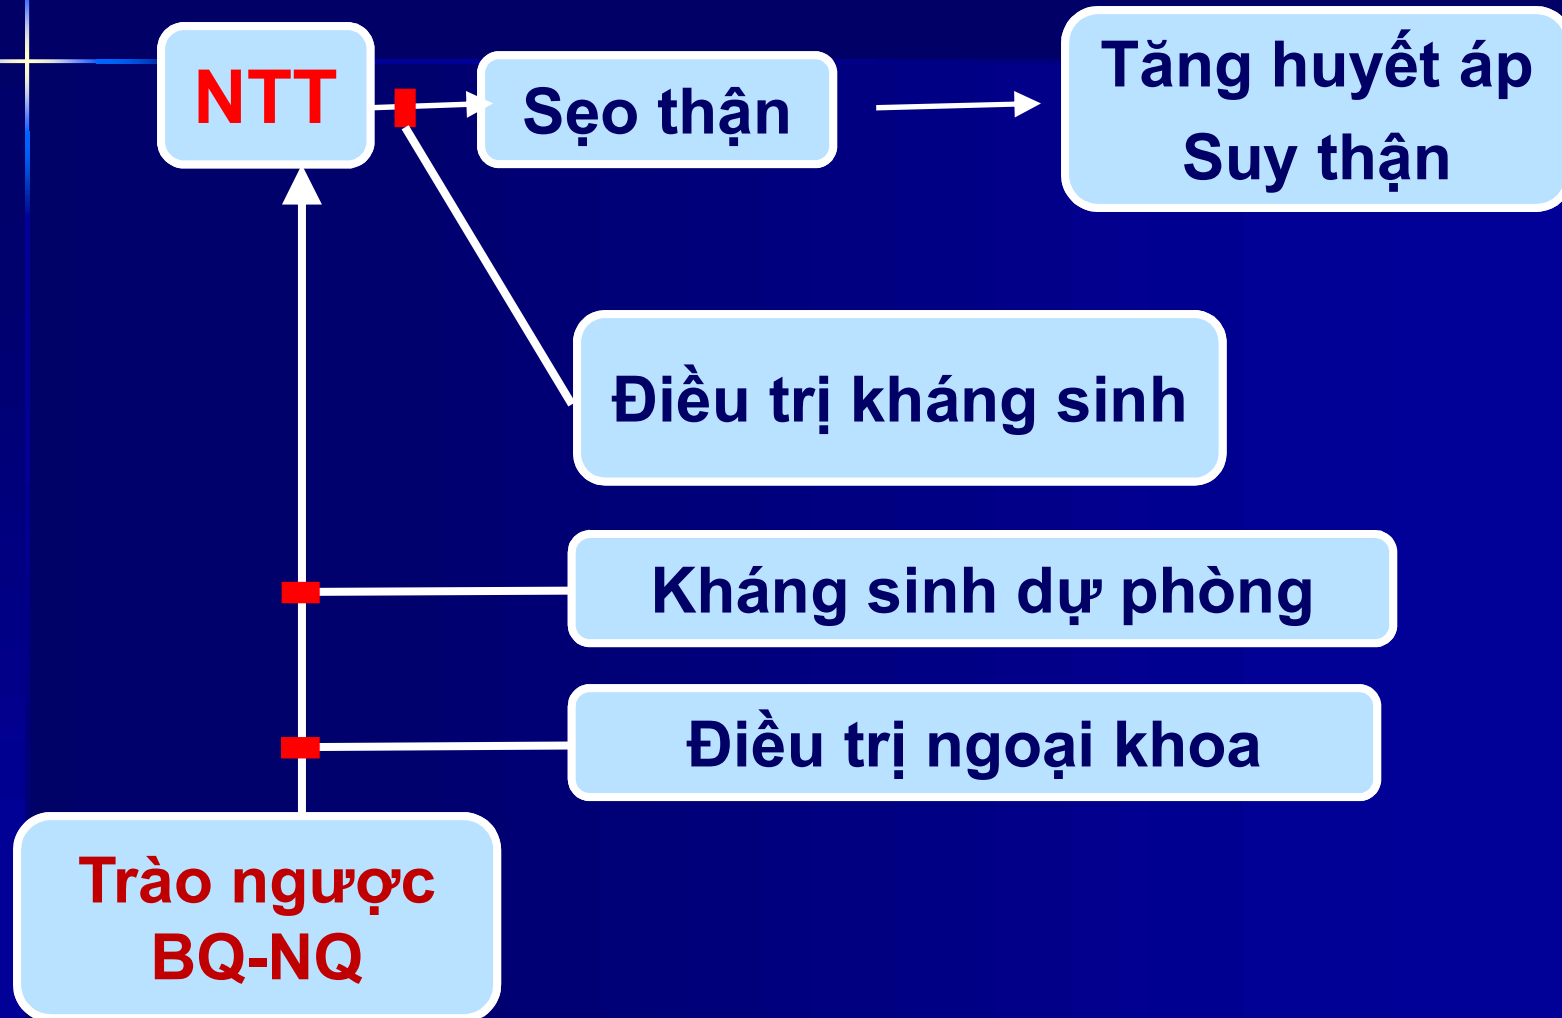 NTT
Sẹo thận
Tăng huyết áp
Suy thận
Điều trị kháng sinh
Kháng sinh dự phòng
Điều trị ngoại khoa
Trào ngược
BQ-NQ